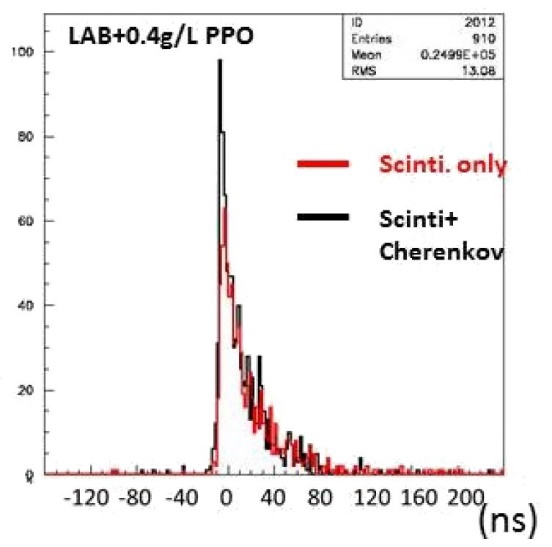 LAB+0.4g/L PPO
ID 2012
Entries 910
Mean 0.2499E+05
RMS 13.08
100
80
60
40
20
0
Scinti. only
Scinti+
Cherenkov
-120 -80 -40 0 40 80 120 160 200
(ns)